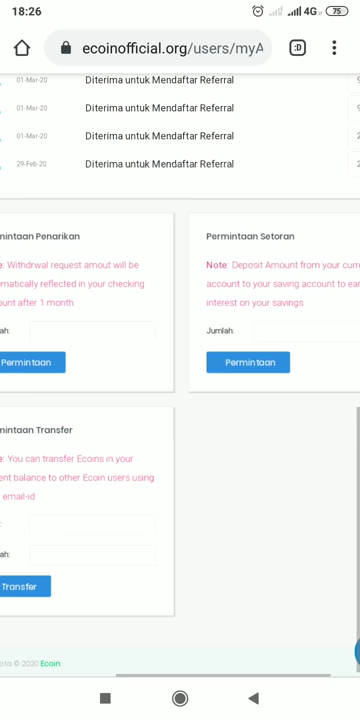 18:26
4G
75
ecoinofficial.org/users/myA
:D
01-Mar-20 Diterima untuk Mendaftar Referral
01-Mar-20 Diterima untuk Mendaftar Referral
01-Mar-20 Diterima untuk Mendaftar Referral
29-Feb-20 Diterima untuk Mendaftar Referral
mintaan Penarikan
e: Withdrwal request amout will be
matically reflected in your checking
unt after 1 month
ah:
Permintaan
Permintaan Setoran
Note: Deposit Amount from your curre
account to your saving account to ear
interest on your savings
Jumlah:
Permintaan
mintaan Transfer
e: You can transfer Ecoins in your
ent balance to other Ecoin users using
email-id
:
ah:
Transfer
pta © 2020 Ecoin